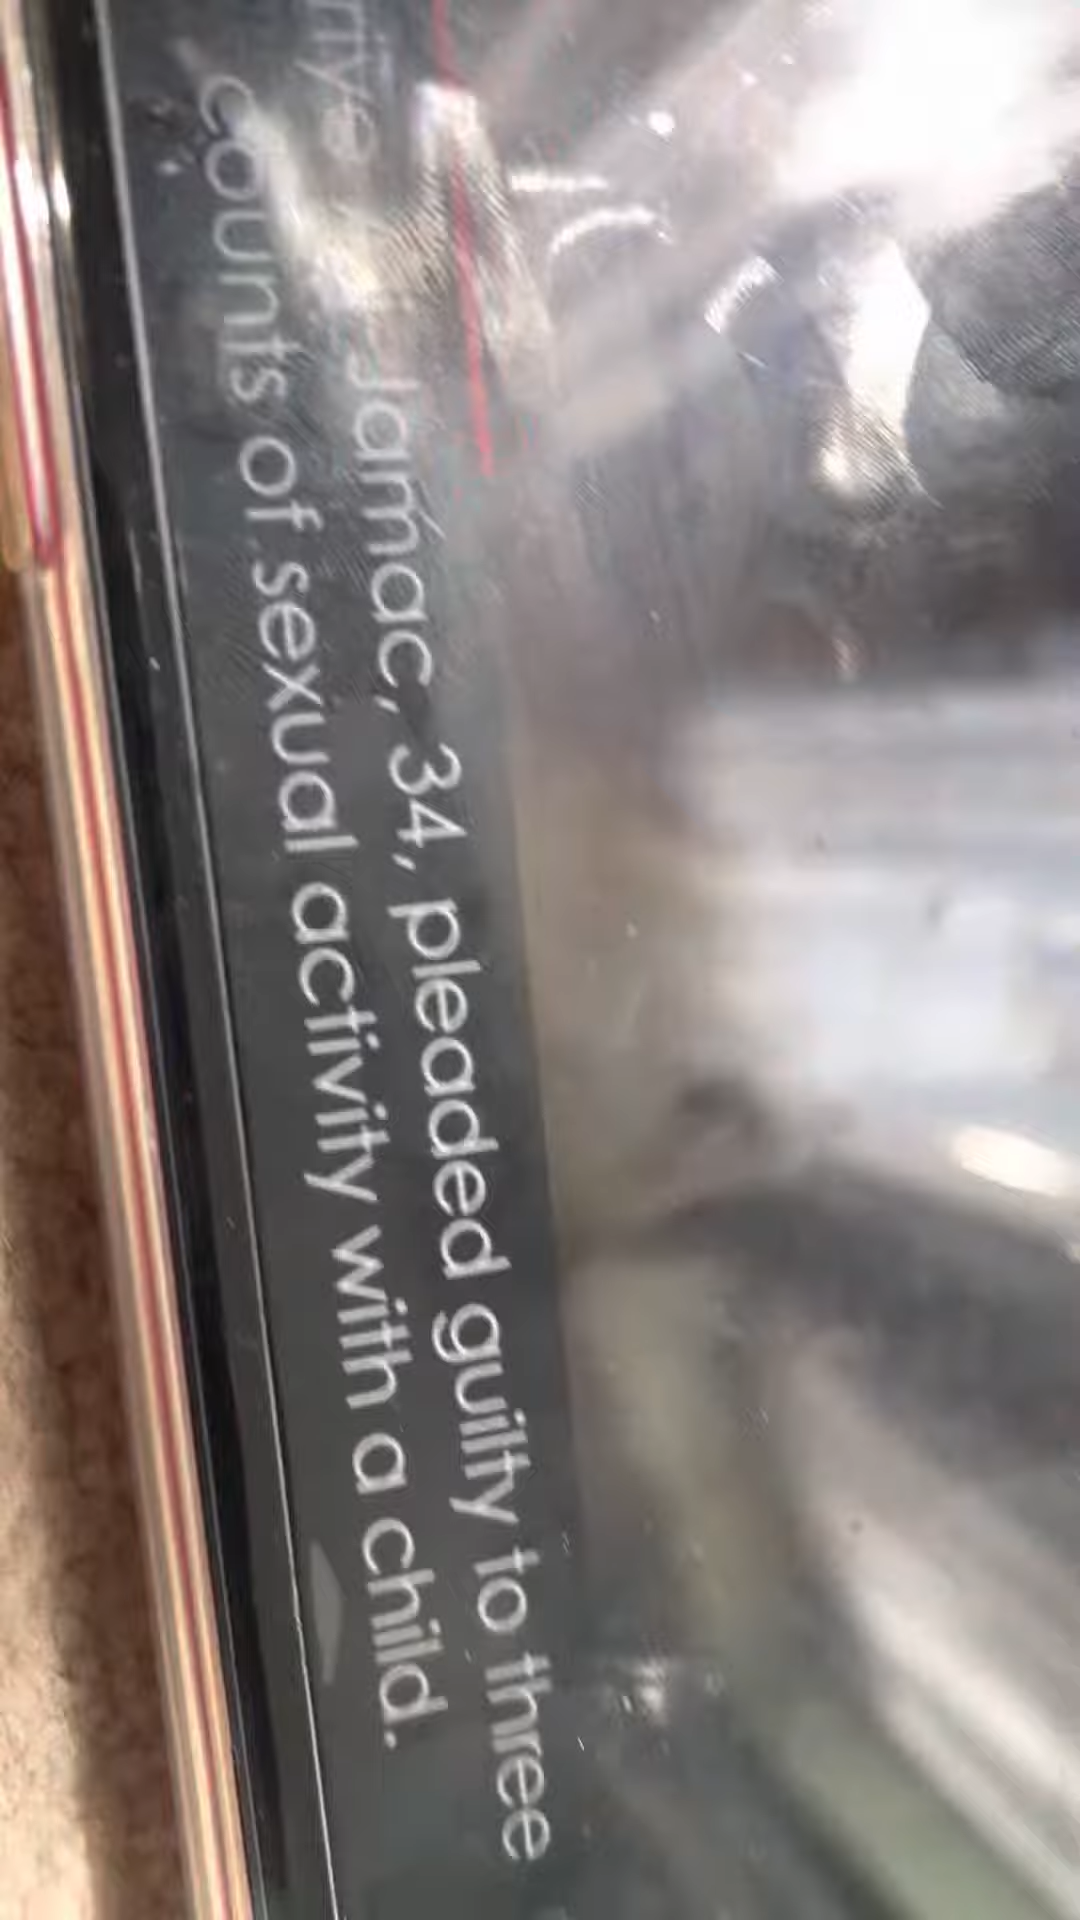 Jamac, 34, pleaded guilty to three
counts of sexual activity with a child.